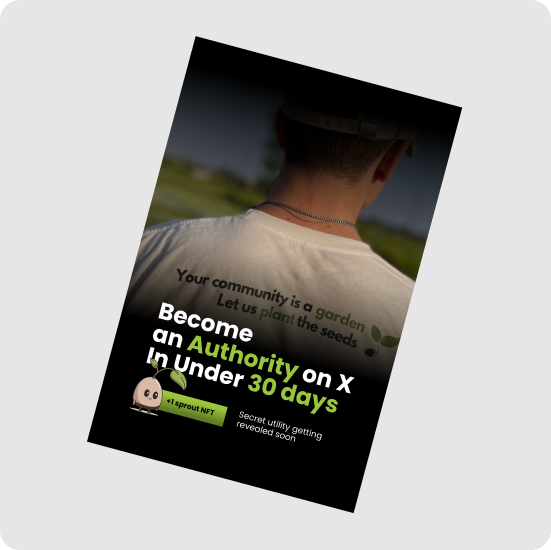 Your community is a garden
Let us plant the seeds
Become
an Authority on X
In Under 30 days
+1 sprout NFT
Secret utility getting
revealed soon